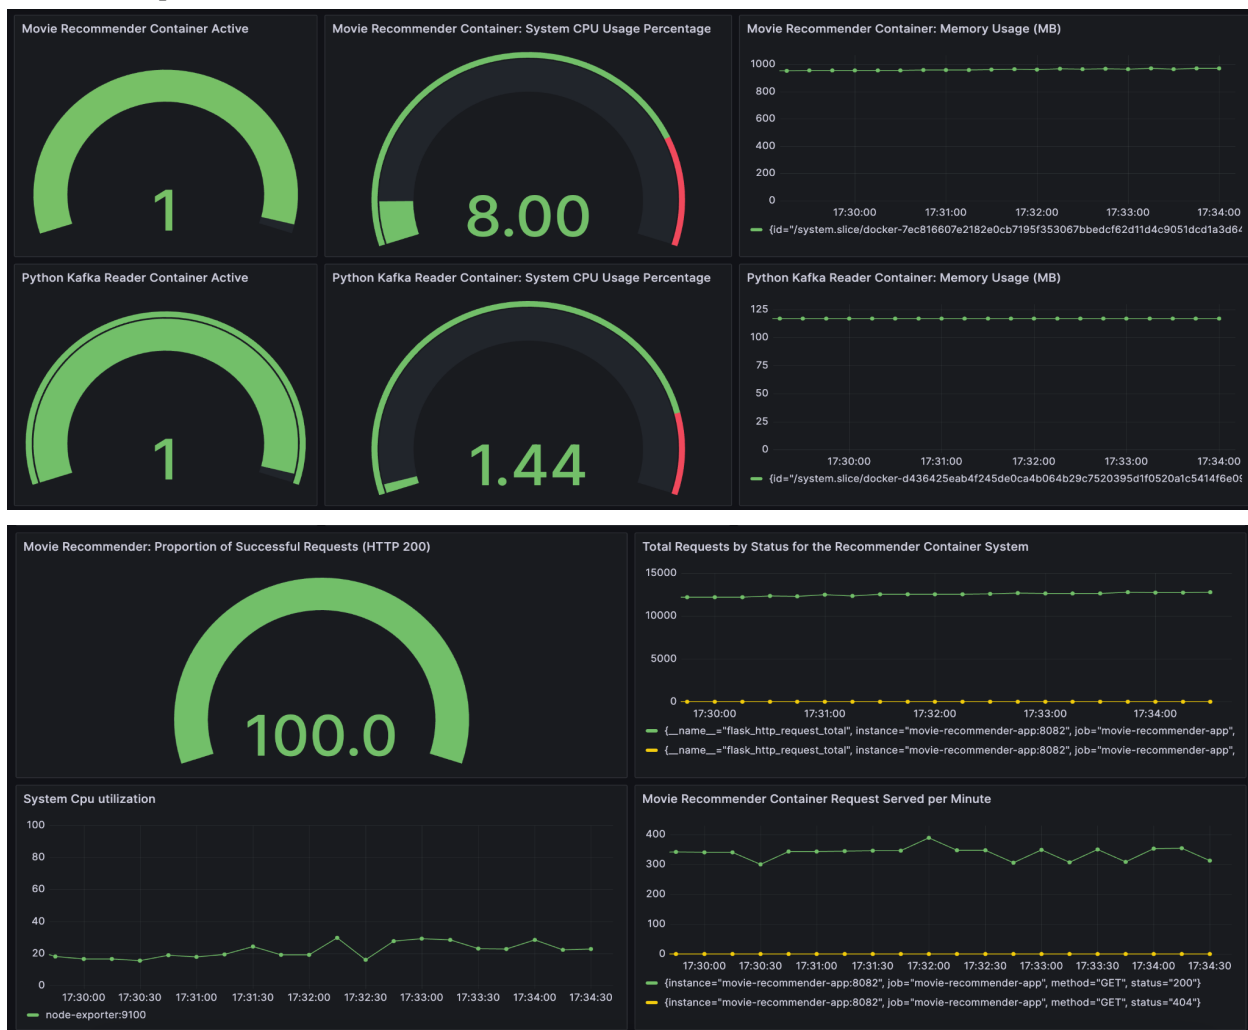 Movie Recommender Container Active
1
Movie Recommender Container: System CPU Usage Percentage
8.00
Movie Recommender Container: Memory Usage (MB)
1000
800
600
400
200
0
17:30:00 17:31:00 17:32:00 17:33:00 17:34:00
{id="/system.slice/docker-7ec816607e2182e0cb7195f353067bbedcf62d11d4c9051dcd1a3d64
Python Kafka Reader Container Active
1
Python Kafka Reader Container: System CPU Usage Percentage
1.44
Python Kafka Reader Container: Memory Usage (MB)
125
100
75
50
25
0
17:30:00 17:31:00 17:32:00 17:33:00 17:34:00
{id="/system.slice/docker-d436425eab4f245de0ca4b064b29c7520395d1f0520a1c5414f6e09
Movie Recommender: Proportion of Successful Requests (HTTP 200)
100.0
Total Requests by Status for the Recommender Container System
15000
10000
5000
0
17:30:00 17:31:00 17:32:00 17:33:00 17:34:00
{__name__="flask_http_request_total", instance="movie-recommender-app:8082", job="movie-recommender-app",
{__name__="flask_http_request_total", instance="movie-recommender-app:8082", job="movie-recommender-app",
System Cpu utilization
100
80
60
40
20
0
17:30:00 17:30:30 17:31:00 17:31:30 17:32:00 17:32:30 17:33:00 17:33:30 17:34:00 17:34:30
node-exporter:9100
Movie Recommender Container Request Served per Minute
400
300
200
100
0
17:30:00 17:30:30 17:31:00 17:31:30 17:32:00 17:32:30 17:33:00 17:33:30 17:34:00 17:34:30
{instance="movie-recommender-app:8082", job="movie-recommender-app", method="GET", status="200"}
{instance="movie-recommender-app:8082", job="movie-recommender-app", method="GET", status="404"}